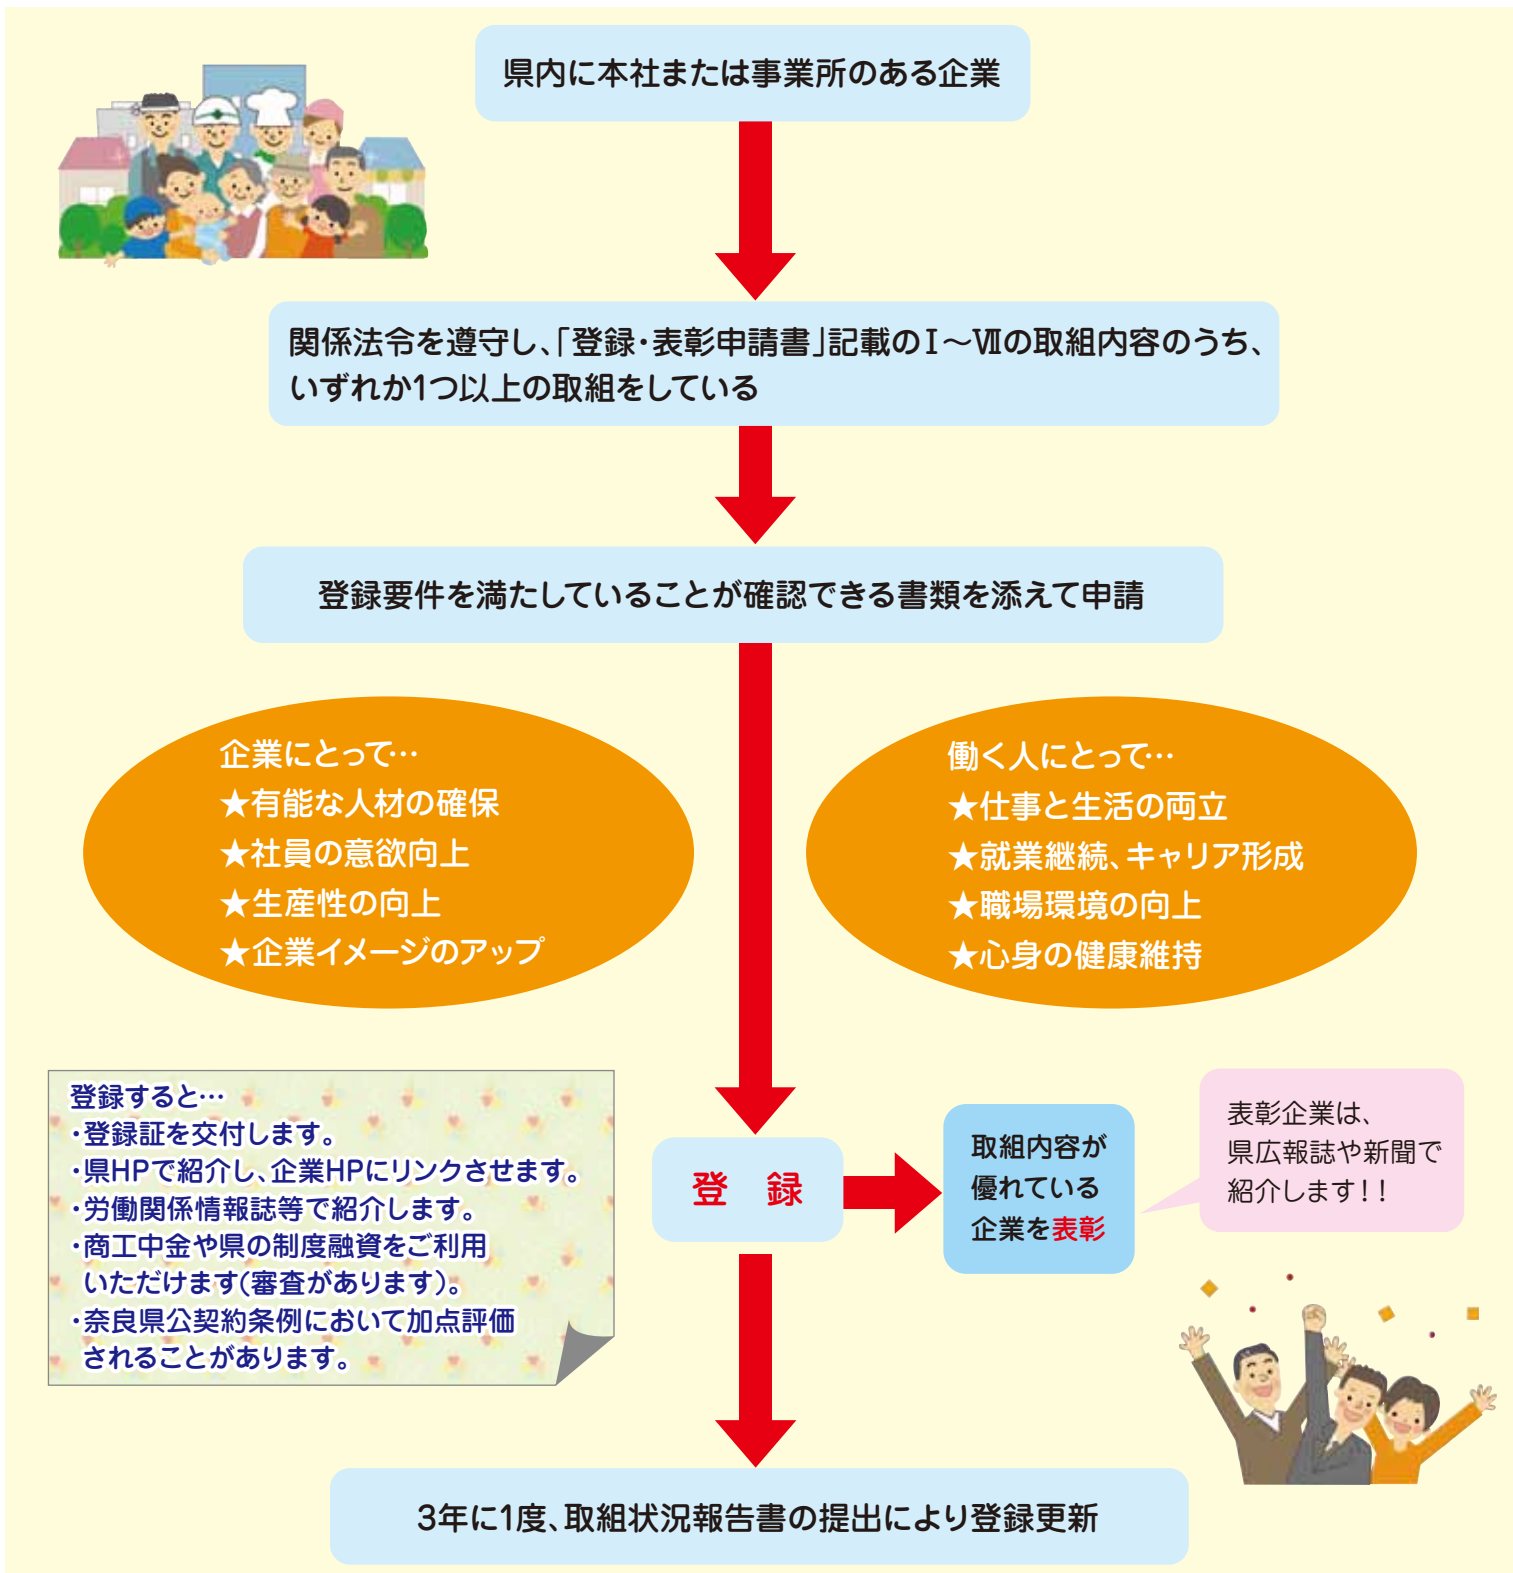 県内に本社または事業所のある企業
関係法令を遵守し、「登録・表彰申請書」記載のⅠ～Ⅶの取組内容のうち、
いずれか1つ以上の取組をしている
登録要件を満たしていることが確認できる書類を添えて申請
企業にとって…
★有能な人材の確保
★社員の意欲向上
★生産性の向上
★企業イメージのアップ
働く人にとって…
★仕事と生活の両立
★就業継続、キャリア形成
★職場環境の向上
★心身の健康維持
登録すると…
・登録証を交付します。
・県HPで紹介し、企業HPにリンクさせます。
・労働関係情報誌等で紹介します。
・商工中金や県の制度融資をご利用
いただけます(審査があります)。
・奈良県公契約条例において加点評価
されることがあります。
登　録
取組内容が
優れている
企業を表彰
表彰企業は、
県広報誌や新聞で
紹介します！！
3年に1度、取組状況報告書の提出により登録更新